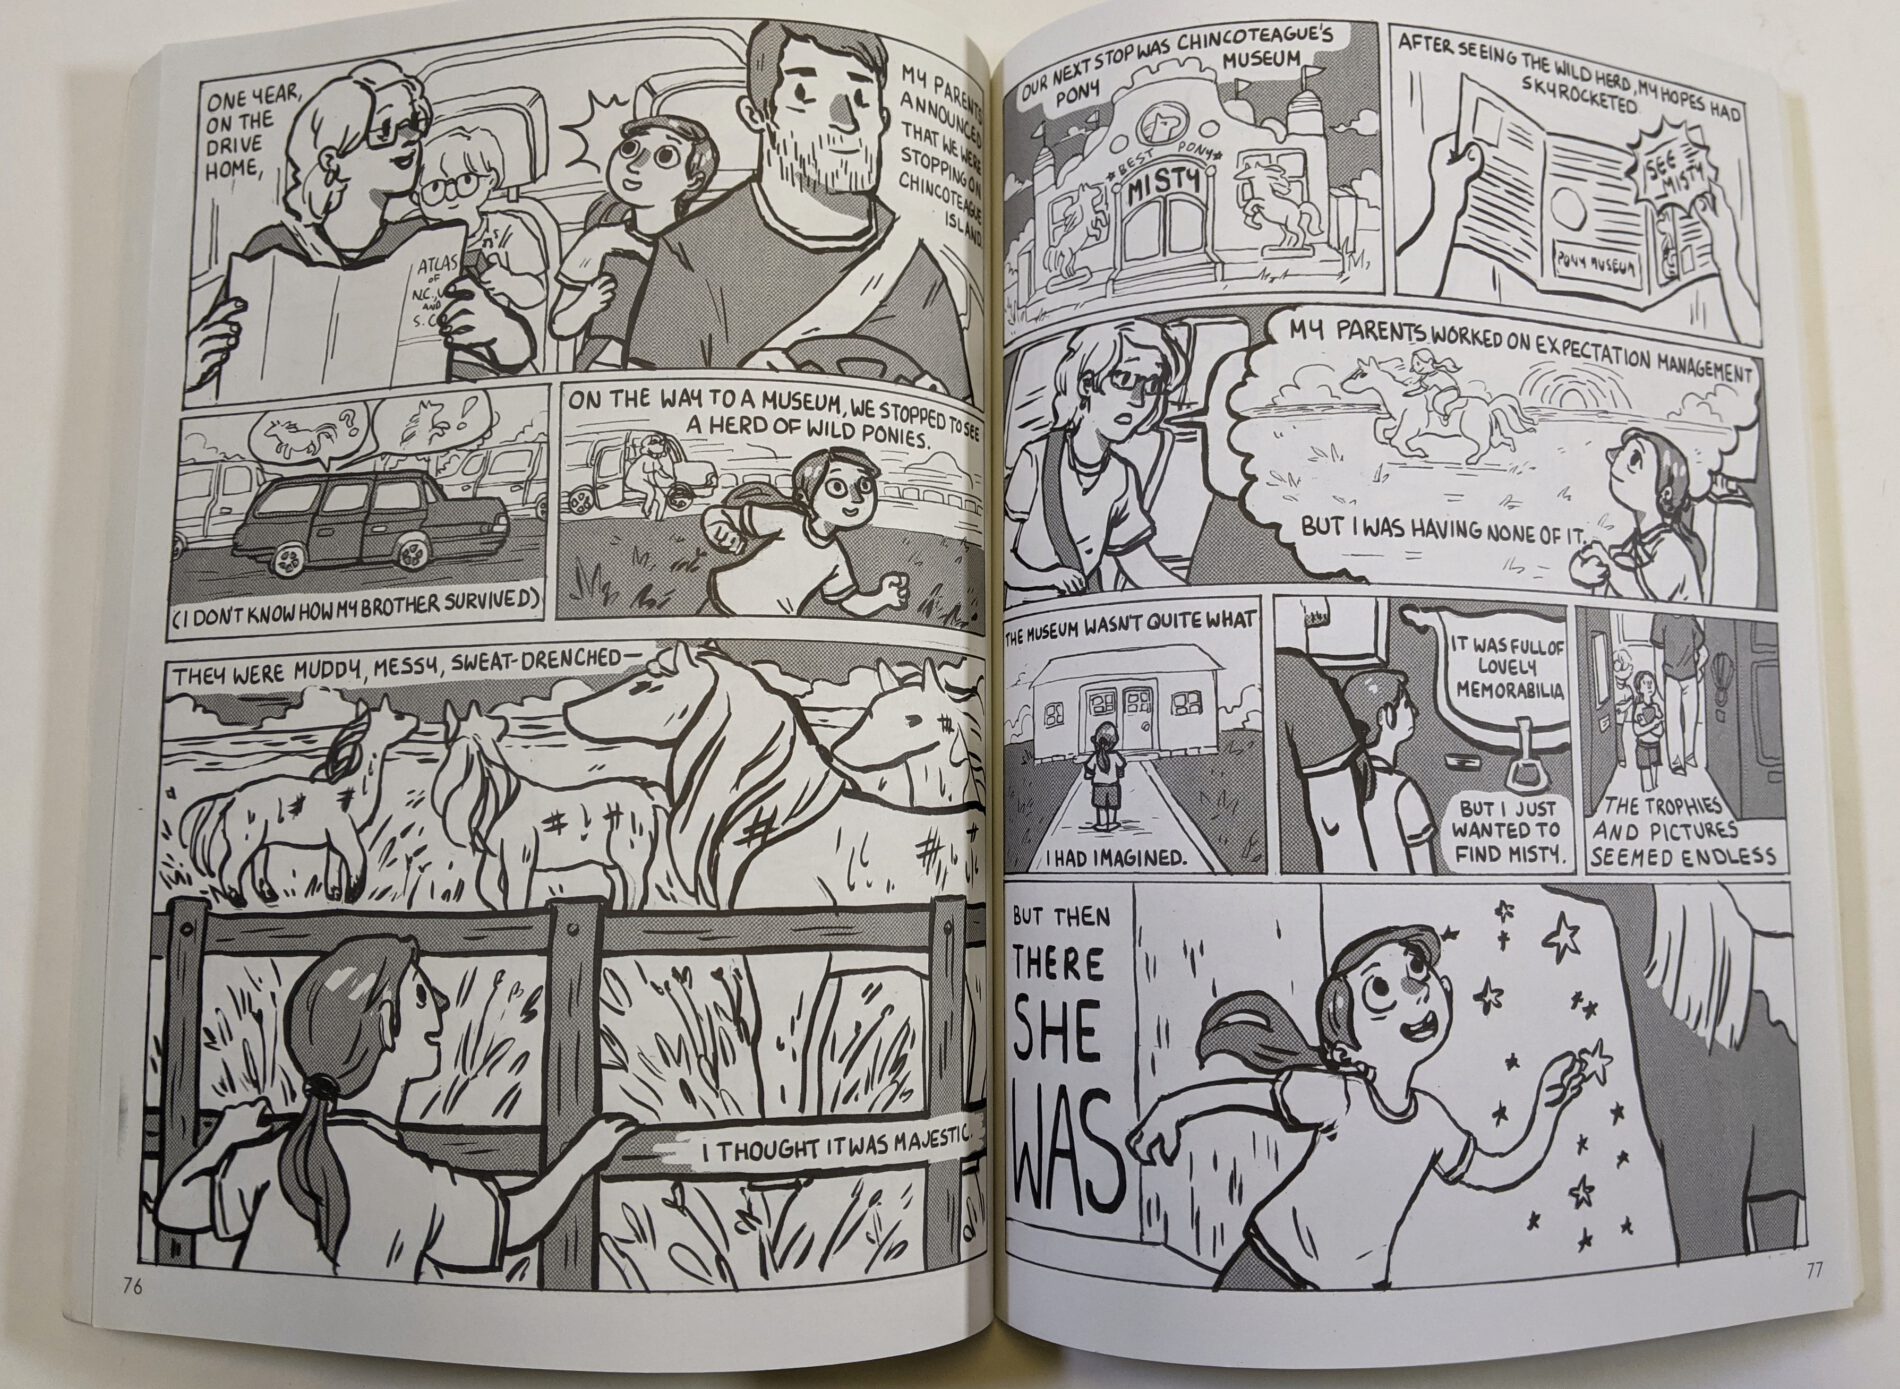 ONE YEAR,
ON THE
DRIVE
HOME,
MY PARENTS
ANNOUNCED
THAT WE WERE
STOPPING ON
CHINCOTEAGUE
ISLAND.
ATLAS
OF
N.C.,
AND
S. C
?
!
(I DON'T KNOW HOW MY BROTHER SURVIVED)
ON THE WAY TO A MUSEUM, WE STOPPED TO SEE
A HERD OF WILD PONIES.
THEY WERE MUDDY, MESSY, SWEAT-DRENCHED—
I THOUGHT IT WAS MAJESTIC.
76
OUR NEXT STOP WAS CHINCOTEAGUE'S
PONY MUSEUM
BEST PONY
MISTY
AFTER SEEING THE WILD HERD, MY HOPES HAD
SKYROCKETED.
SEE
MISTY
PONY MUSEUM
MY PARENTS WORKED ON EXPECTATION MANAGEMENT
BUT I WAS HAVING NONE OF IT.
THE MUSEUM WASN'T QUITE WHAT
I HAD IMAGINED.
IT WAS FULL OF
LOVELY
MEMORABILIA
BUT I JUST
WANTED TO
FIND MISTY.
THE TROPHIES
AND PICTURES
SEEMED ENDLESS
BUT THEN
THERE
SHE
WAS
77